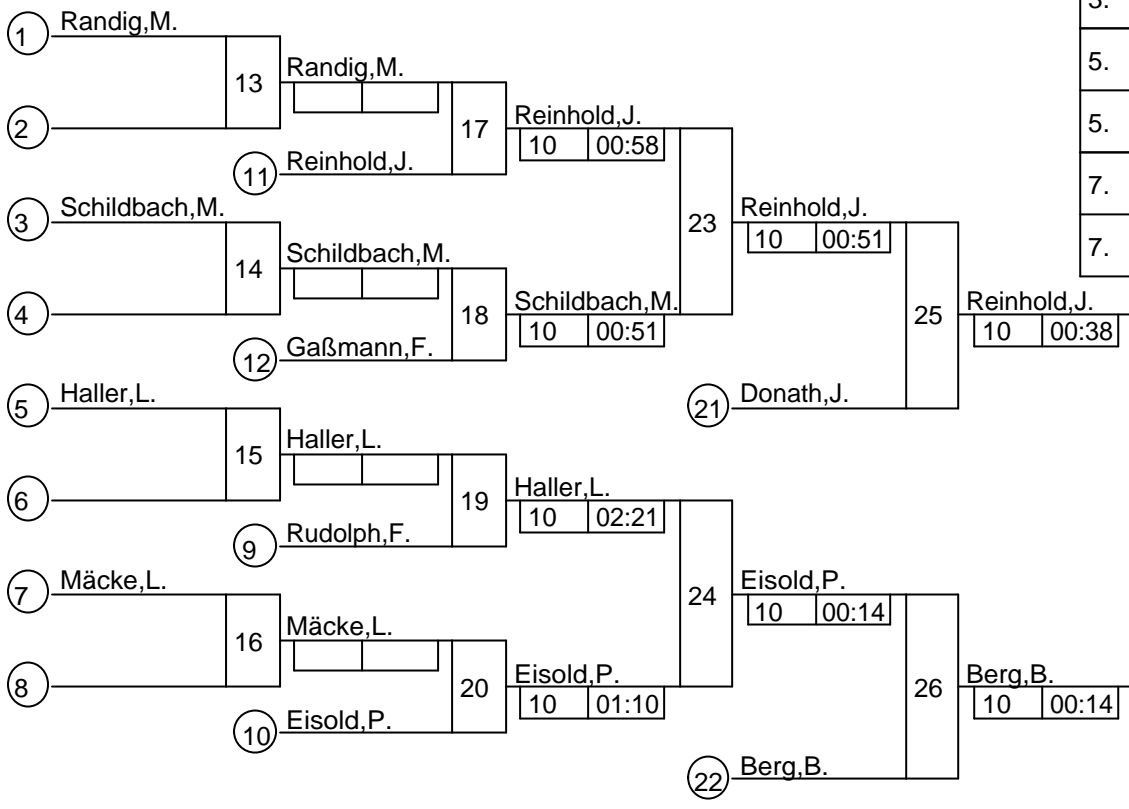 3.
1 Randig,M.
13 Randig,M.
5.
2
17 Reinhold,J.
10 00:58
5.
11 Reinhold,J.
7.
3 Schildbach,M.
23 Reinhold,J.
10 00:51
7.
14 Schildbach,M.
4
18 Schildbach,M.
10 00:51
25 Reinhold,J.
10 00:38
12 Gaßmann,F.
5 Haller,L.
21 Donath,J.
15 Haller,L.
6
19 Haller,L.
10 02:21
9 Rudolph,F.
7 Mäcke,L.
24 Eisold,P.
10 00:14
16 Mäcke,L.
8
20 Eisold,P.
10 01:10
26 Berg,B.
10 00:14
10 Eisold,P.
22 Berg,B.